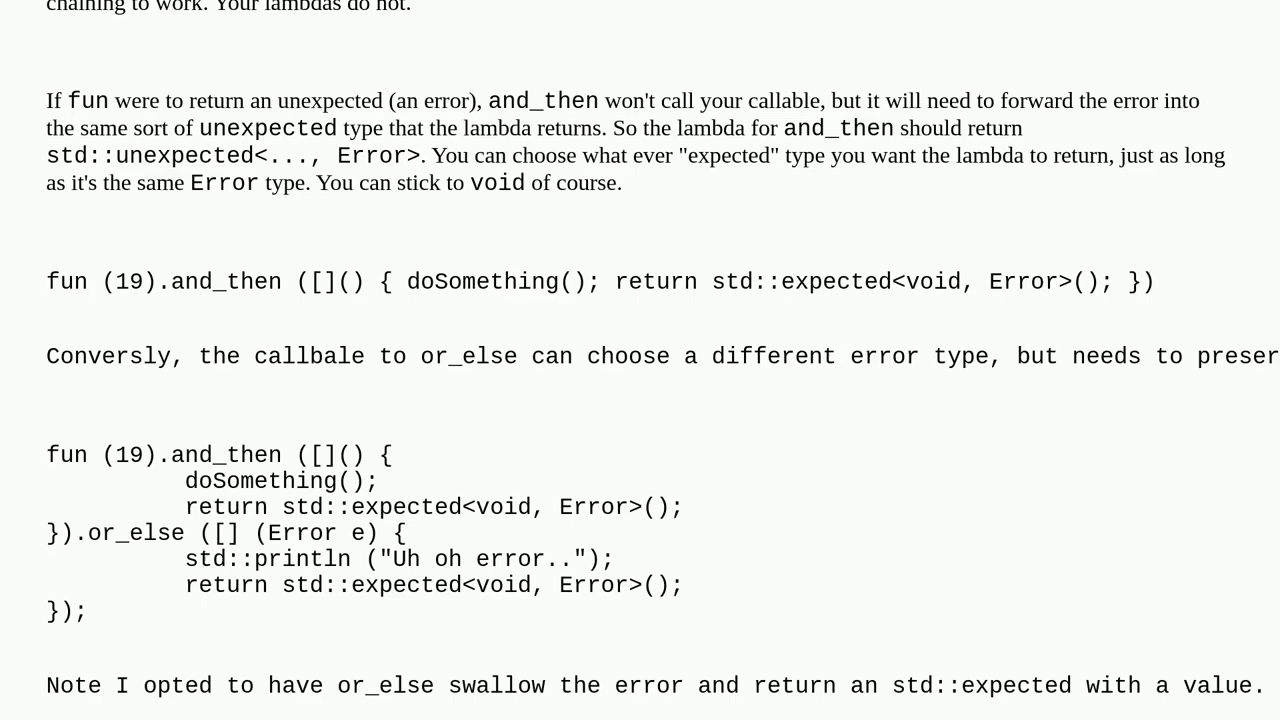 chaining to work. Your lambdas do not.
If fun were to return an unexpected (an error), and_then won't call your callable, but it will need to forward the error into
the same sort of unexpected type that the lambda returns. So the lambda for and_then should return
std::unexpected<..., Error>. You can choose what ever "expected" type you want the lambda to return, just as long
as it's the same Error type. You can stick to void of course.
fun (19).and_then ([]() { doSomething(); return std::expected<void, Error>(); })
Conversly, the callbale to or_else can choose a different error type, but needs to preser
fun (19).and_then ([]() {
          doSomething();
          return std::expected<void, Error>();
}).or_else ([] (Error e) {
          std::println ("Uh oh error..");
          return std::expected<void, Error>();
});
Note I opted to have or_else swallow the error and return an std::expected with a value.